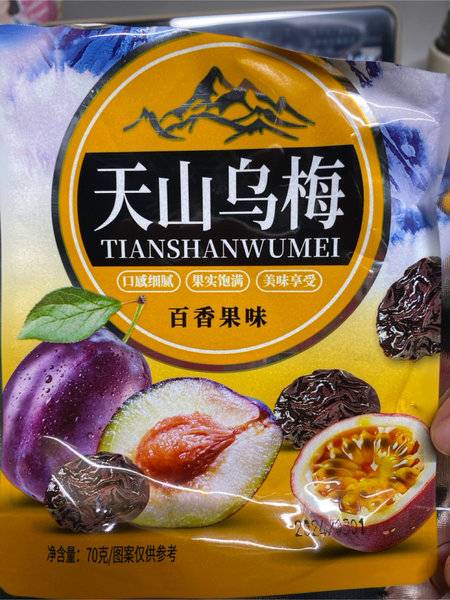 天山乌梅
TIANSHANWUMEI
口感细腻 果实饱满 美味享受
百香果味
净含量：70克/图案仅供参考